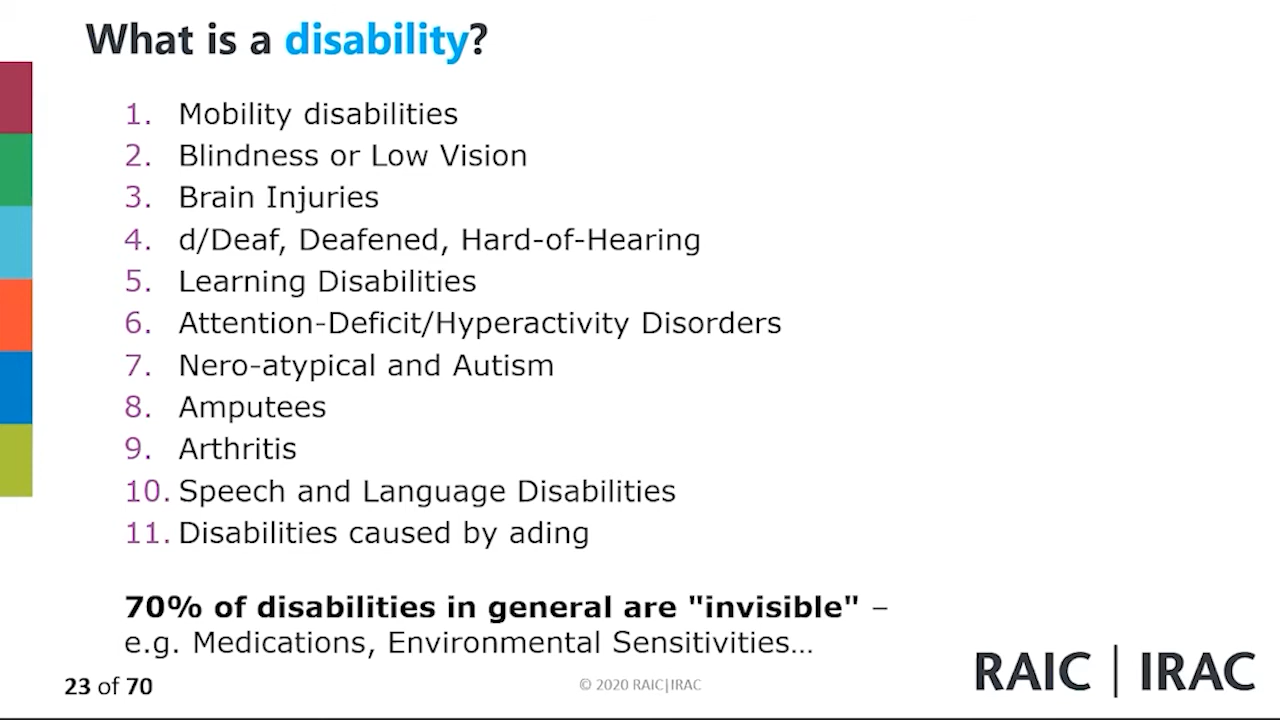 What is a disability?
1. Mobility disabilities
2. Blindness or Low Vision
3. Brain Injuries
4. d/Deaf, Deafened, Hard-of-Hearing
5. Learning Disabilities
6. Attention-Deficit/Hyperactivity Disorders
7. Nero-atypical and Autism
8. Amputees
9. Arthritis
10. Speech and Language Disabilities
11. Disabilities caused by ading
70% of disabilities in general are "invisible" –
e.g. Medications, Environmental Sensitivities...
23 of 70
© 2020 RAIC|IRAC
RAIC | IRAC